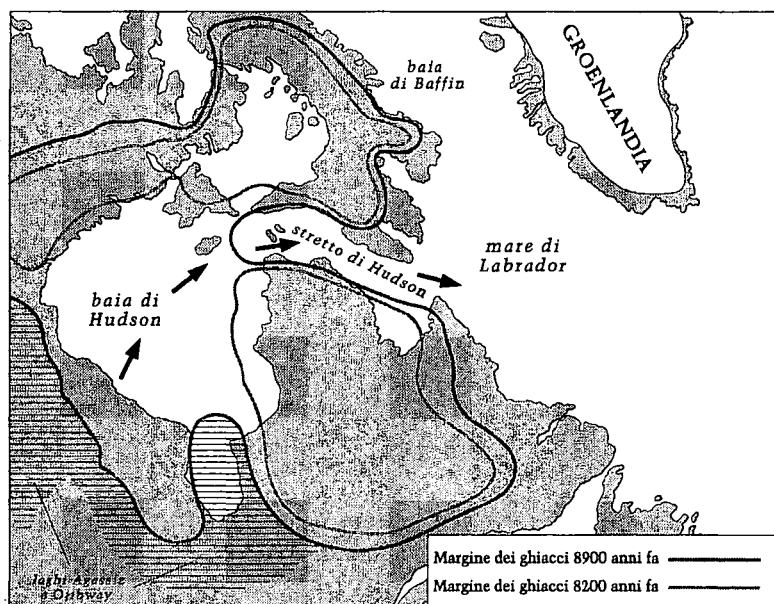 baia
di Baffin
GROENLANDIA
stretto di Hudson
mare di
Labrador
baia di
Hudson
laghi Agassiz
e Ojibway
Margine dei ghiacci 8900 anni fa
Margine dei ghiacci 8200 anni fa